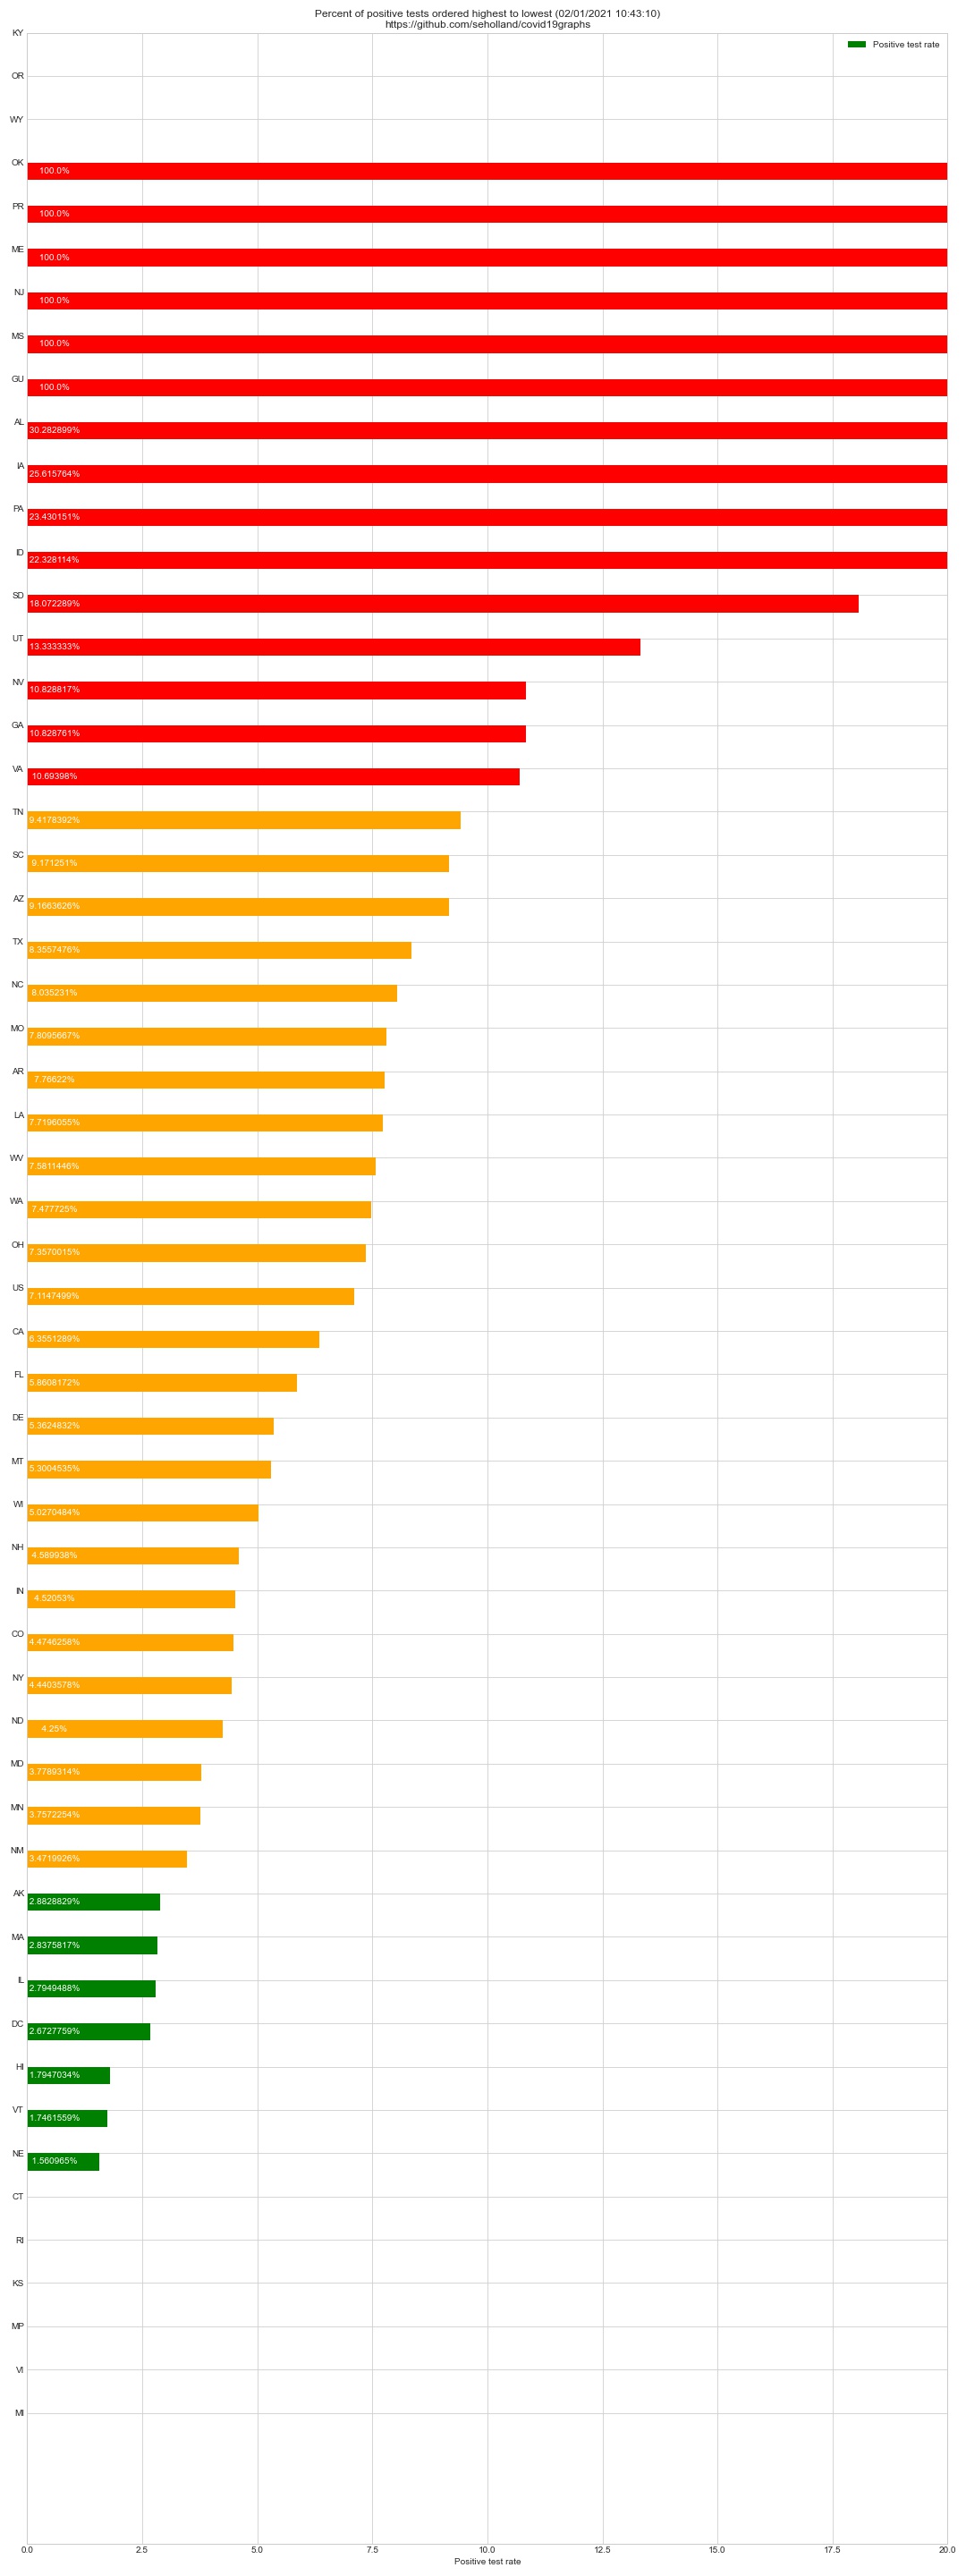 Percent of positive tests ordered highest to lowest (02/01/2021 10:43:10)
https://github.com/seholland/covid19graphs
Positive test rate
KY
OR
WY
OK
100.0%
PR
100.0%
ME
100.0%
NJ
100.0%
MS
100.0%
GU
100.0%
AL
30.282899%
IA
25.615764%
PA
23.430151%
ID
22.328114%
SD
18.072289%
UT
13.333333%
NV
10.828817%
GA
10.828761%
VA
10.69398%
TN
9.4178392%
SC
9.171251%
AZ
9.1663626%
TX
8.3557476%
NC
8.035231%
MO
7.8095667%
AR
7.76622%
LA
7.7196055%
WV
7.5811446%
WA
7.477725%
OH
7.3570015%
US
7.1147499%
CA
6.3551289%
FL
5.8608172%
DE
5.3624832%
MT
5.3004535%
WI
5.0270484%
NH
4.589938%
IN
4.52053%
CO
4.4746258%
NY
4.4403578%
ND
4.25%
MD
3.7789314%
MN
3.7572254%
NM
3.4719926%
AK
2.8828829%
MA
2.8375817%
IL
2.7949488%
DC
2.6727759%
HI
1.7947034%
VT
1.7461559%
NE
1.560965%
CT
RI
KS
MP
VI
MI
0.0 2.5 5.0 7.5 10.0 12.5 15.0 17.5 20.0
Positive test rate